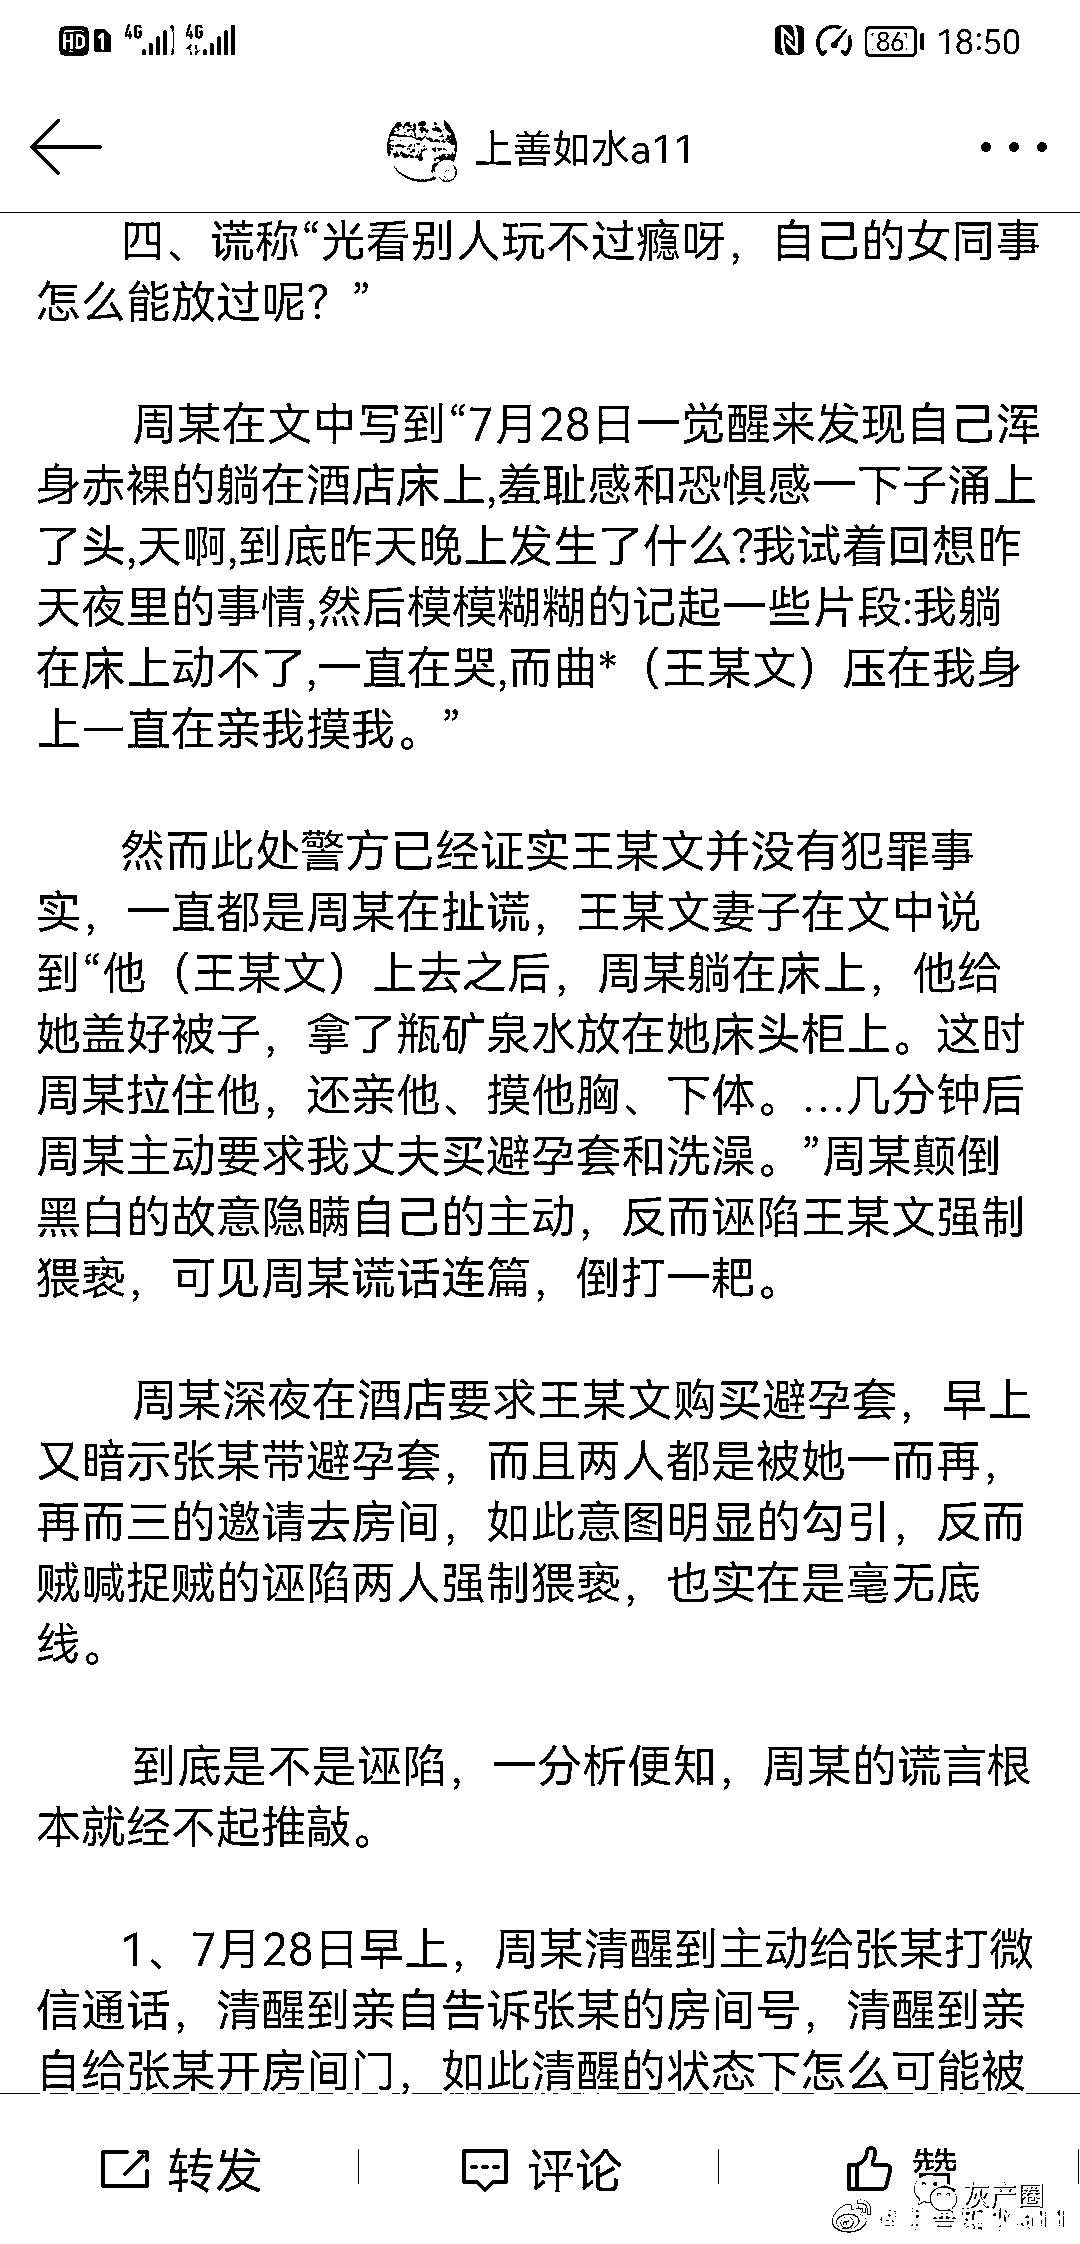 HD 1 4G 4G 86 18:50
上善如水a11
四、谎称“光看别人玩不过瘾呀，自己的女同事
怎么能放过呢？”
周某在文中写到“7月28日一觉醒来发现自己浑
身赤裸的躺在酒店床上,羞耻感和恐惧感一下子涌上
了头,天啊,到底昨天晚上发生了什么?我试着回想昨
天夜里的事情,然后模模糊糊的记起一些片段:我躺
在床上动不了,一直在哭,而曲*（王某文）压在我身
上一直在亲我摸我。”
然而此处警方已经证实王某文并没有犯罪事
实，一直都是周某在扯谎，王某文妻子在文中说
到“他（王某文）上去之后，周某躺在床上，他给
她盖好被子，拿了瓶矿泉水放在她床头柜上。这时
周某拉住他，还亲他、摸他胸、下体。...几分钟后
周某主动要求我丈夫买避孕套和洗澡。”周某颠倒
黑白的故意隐瞒自己的主动，反而诬陷王某文强制
猥亵，可见周某谎话连篇，倒打一耙。
周某深夜在酒店要求王某文购买避孕套，早上
又暗示张某带避孕套，而且两人都是被她一而再，
再而三的邀请去房间，如此意图明显的勾引，反而
贼喊捉贼的诬陷两人强制猥亵，也实在是毫无底
线。
到底是不是诬陷，一分析便知，周某的谎言根
本就经不起推敲。
1、7月28日早上，周某清醒到主动给张某打微
信通话，清醒到亲自告诉张某的房间号，清醒到亲
自给张某开房间门，如此清醒的状态下怎么可能被
转发 评论 赞
灰产圈